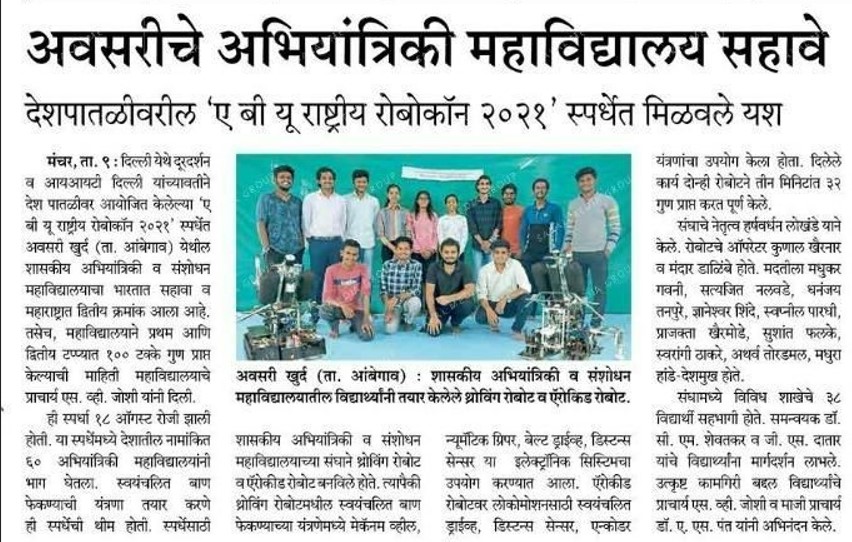 अवसरीचे अभियांत्रिकी महाविद्यालय सहावे
देशपातळीवरील ‘ए बी यू राष्ट्रीय रोबोकॉन २०२१’ स्पर्धेत मिळवले यश
मंचर, ता. ९ : दिल्ली येथे दूरदर्शन
व आयआयटी दिल्ली यांच्यावतीने
देश पातळीवर आयोजित केलेल्या ‘ए
बी यू राष्ट्रीय रोबोकॉन २०२१’ स्पर्धेत
अवसरी खुर्द (ता. आंबेगाव) येथील
शासकीय अभियांत्रिकी व संशोधन
महाविद्यालयाचा भारतात सहावा व
महाराष्ट्रात द्वितीय क्रमांक आला आहे.
तसेच, महाविद्यालयाने प्रथम आणि
द्वितीय टप्प्यात १०० टक्के गुण प्राप्त
केल्याची माहिती महाविद्यालयाचे
प्राचार्य एस. व्ही. जोशी यांनी दिली.
ही स्पर्धा १८ ऑगस्ट रोजी झाली
होती. या स्पर्धेमध्ये देशातील नामांकित
६० अभियांत्रिकी महाविद्यालयांनी
भाग घेतला. स्वयंचलित बाण
फेकण्याची यंत्रणा तयार करणे
ही स्पर्धेची थीम होती. स्पर्धेसाठी
अवसरी खुर्द (ता. आंबेगाव) : शासकीय अभियांत्रिकी व संशोधन
महाविद्यालयातील विद्यार्थ्यांनी तयार केलेले थ्रोविंग रोबोट व ऍरोकिड रोबोट.
शासकीय अभियांत्रिकी व संशोधन
महाविद्यालयाच्या संघाने थ्रोविंग रोबोट
व ऍरोकीड रोबोट बनविले होते. त्यापैकी
थ्रोविंग रोबोटमधील स्वयंचलित बाण
फेकण्याच्या यंत्रणेमध्ये मेकॅनम व्हील,
न्यूमॅटिक ग्रिपर, बेल्ट ड्राईव्ह, डिस्टन्स
सेन्सर या इलेक्ट्रॉनिक सिस्टिमचा
उपयोग करण्यात आला. ऍरोकीड
रोबोटवर लोकोमोशनसाठी स्वयंचलित
ड्राईव्ह, डिस्टन्स सेन्सर, एन्कोडर
यंत्रणांचा उपयोग केला होता. दिलेले
कार्य दोन्ही रोबोटने तीन मिनिटांत ३२
गुण प्राप्त करत पूर्ण केले.
संघाचे नेतृत्व हर्षवर्धन लोखंडे याने
केले. रोबोटचे ऑपरेटर कुणाल खैरनार
व मंदार डाळिंबे होते. मदतीला मधुकर
गवनी, सत्यजित नलवडे, धनंजय
तनपुरे, ज्ञानेश्वर शिंदे, स्वप्नील पारधी,
प्राजक्ता खैरमोडे, सुशांत फलके,
स्वरांगी ठाकरे, अथर्व तोरडमल, मधुरा
हांडे-देशमुख होते.
संघामध्ये विविध शाखेचे ३८
विद्यार्थी सहभागी होते. समन्वयक डॉ.
सी. एम. शेवतकर व जी. एस. दातार
यांचे विद्यार्थ्यांना मार्गदर्शन लाभले.
उत्कृष्ट कामगिरी बद्दल विद्यार्थ्यांचे
प्राचार्य एस. व्ही. जोशी व माजी प्राचार्य
डॉ. ए. एस. पंत यांनी अभिनंदन केले.